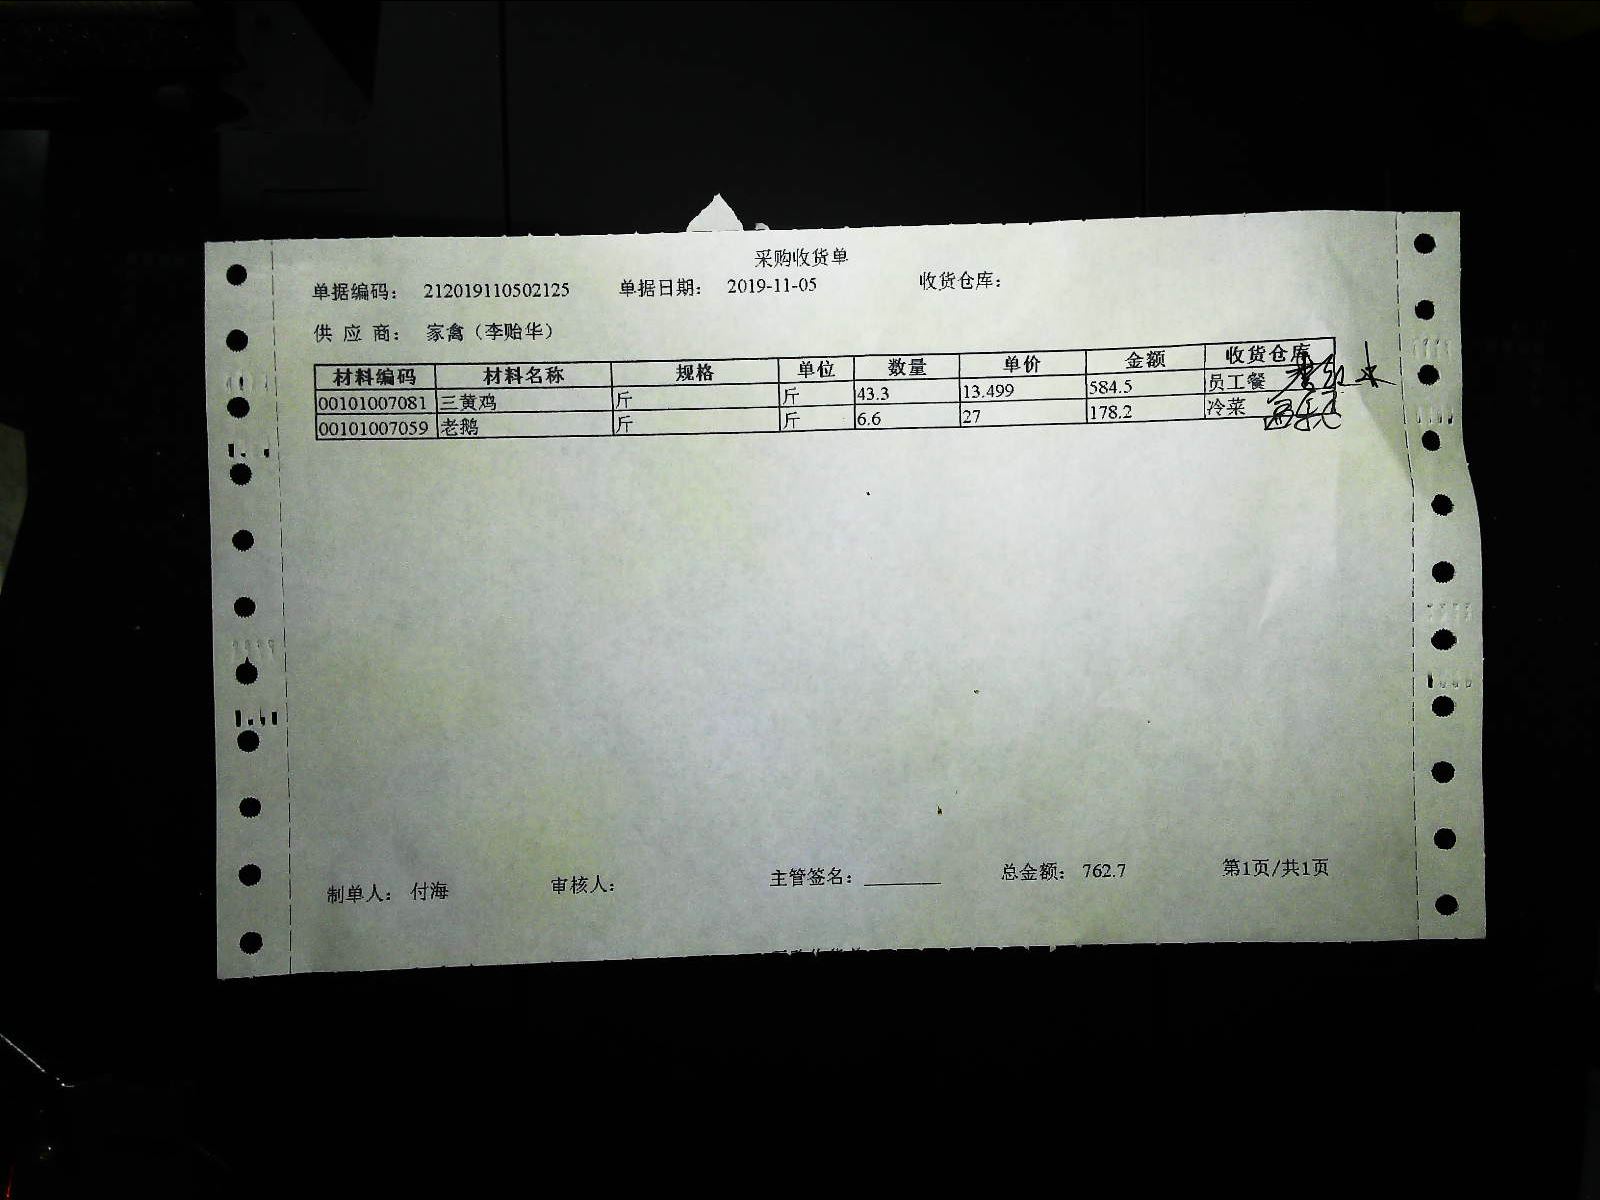 采购收货单
单据编码： 212019110502125 单据日期： 2019-11-05 收货仓库：
供 应 商： 家禽（李贻华）
材料编码 材料名称 规格 单位 数量 单价 金额 收货仓库
00101007081 三黄鸡 斤 斤 43.3 13.499 584.5 员工餐
00101007059 老鹅 斤 斤 6.6 27 178.2 冷菜
制单人： 付海 审核人： 主管签名：________ 总金额： 762.7 第1页/共1页